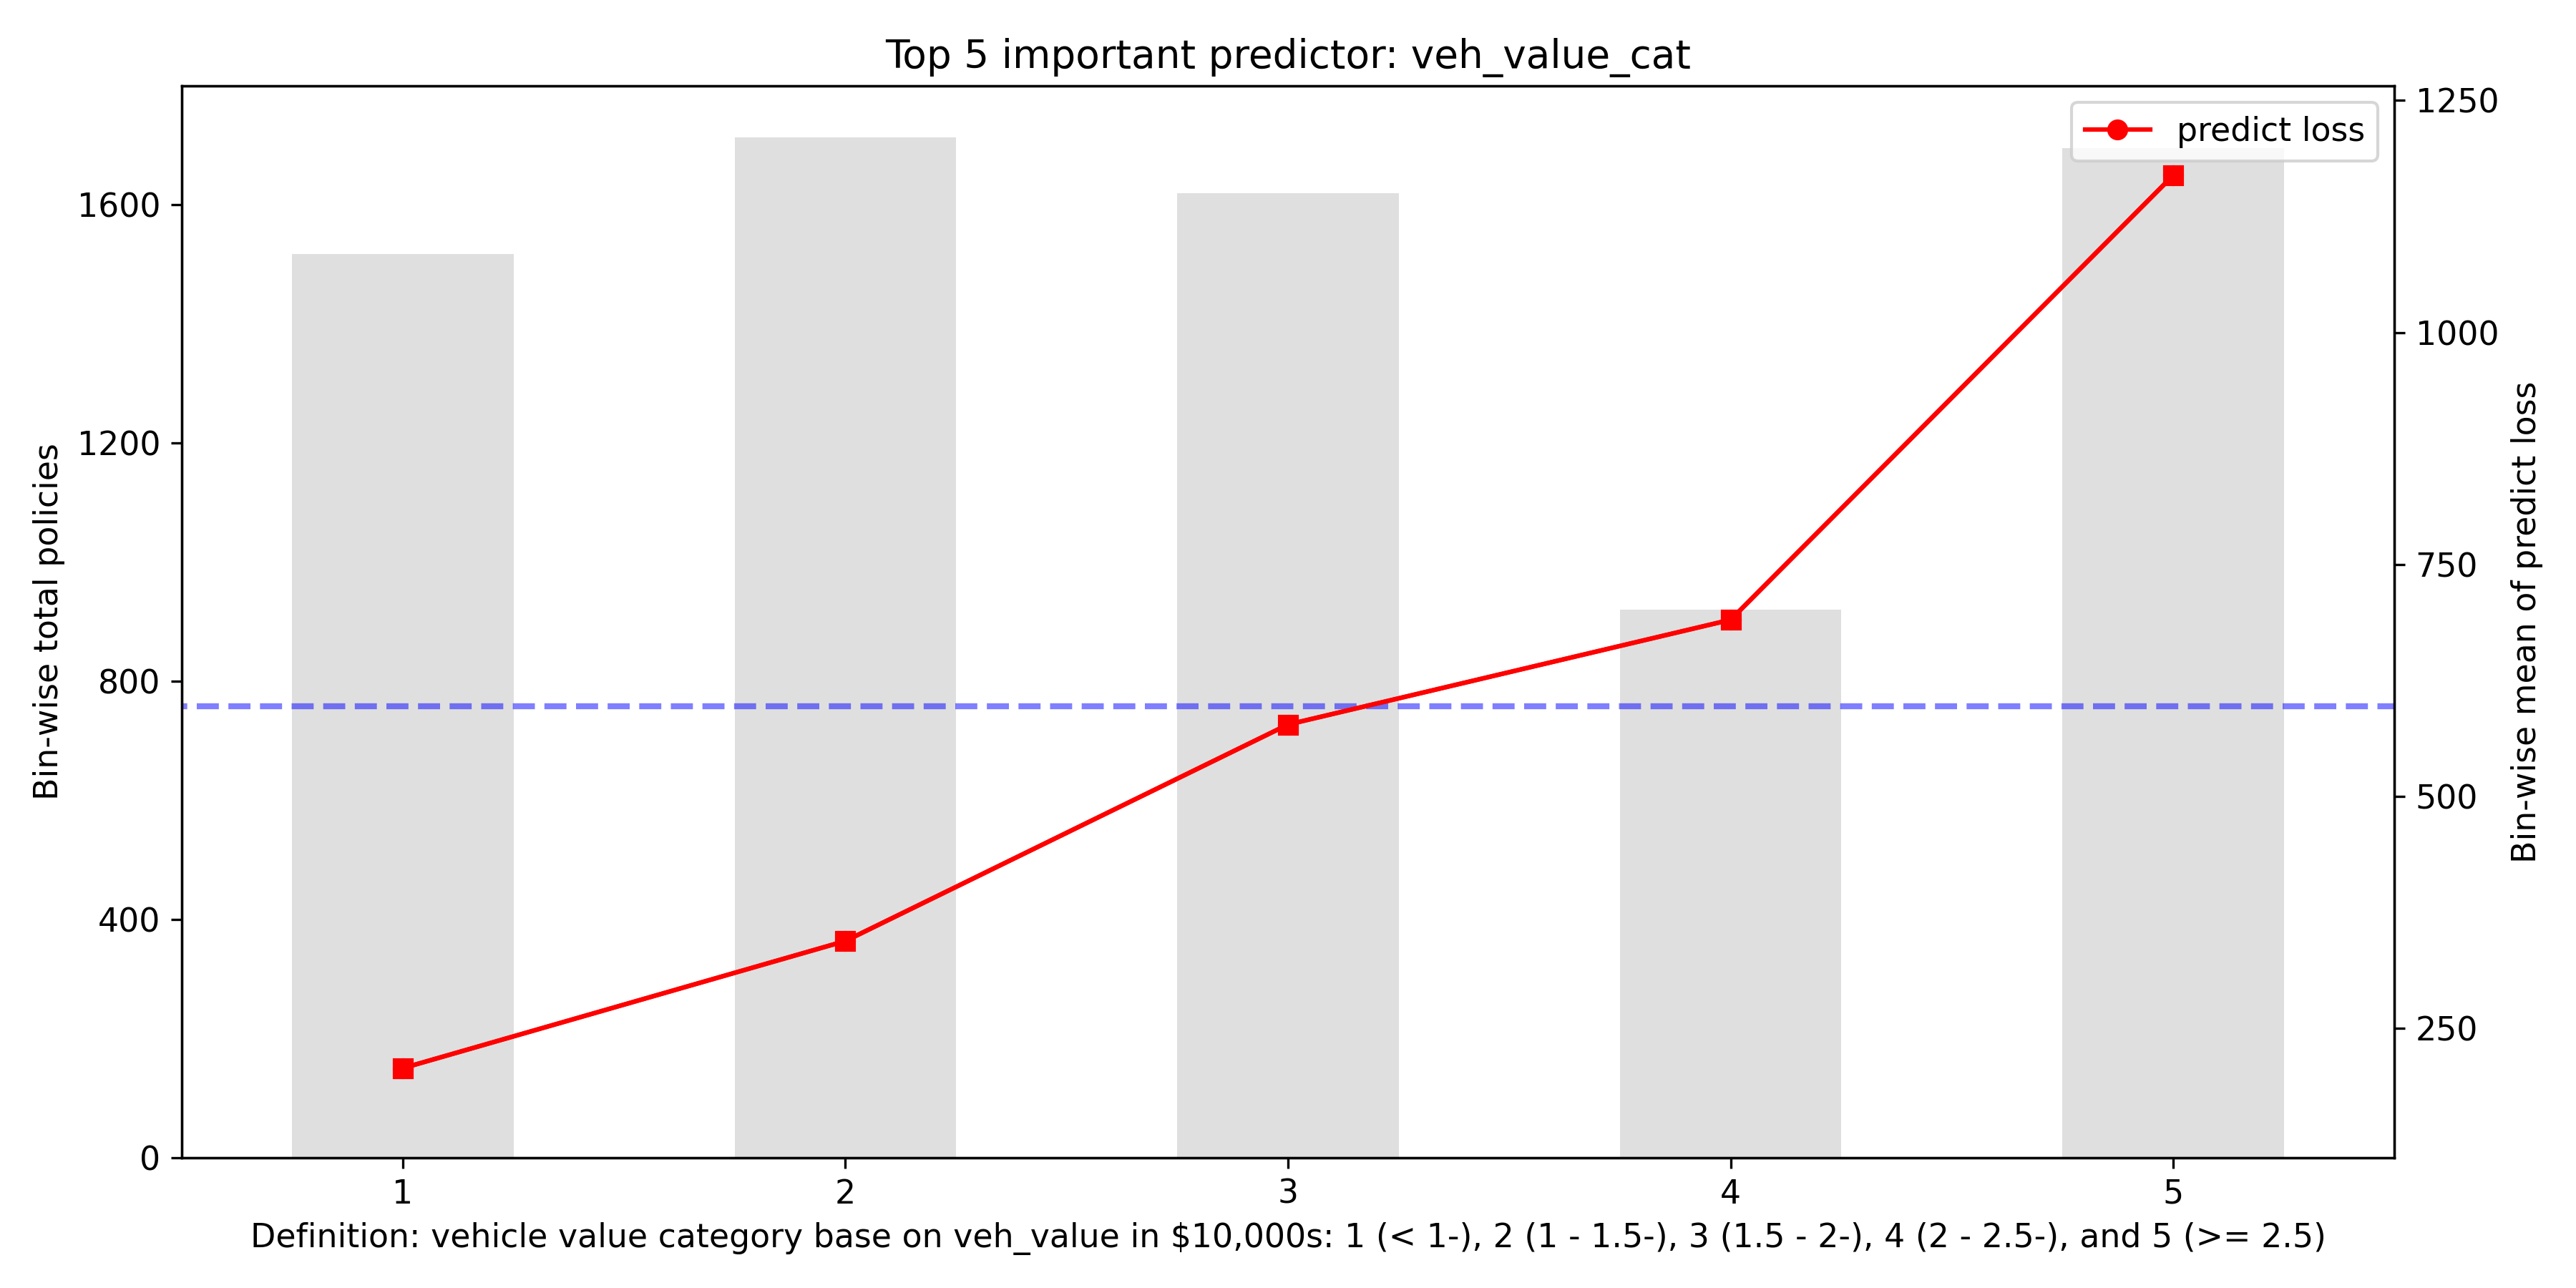 Top 5 important predictor: veh_value_cat
predict loss
Bin-wise total policies
1600
1200
800
400
0
1250
1000
750
500
250
Bin-wise mean of predict loss
1 2 3 4 5
Definition: vehicle value category base on veh_value in $10,000s: 1 (< 1-), 2 (1 - 1.5-), 3 (1.5 - 2-), 4 (2 - 2.5-), and 5 (>= 2.5)